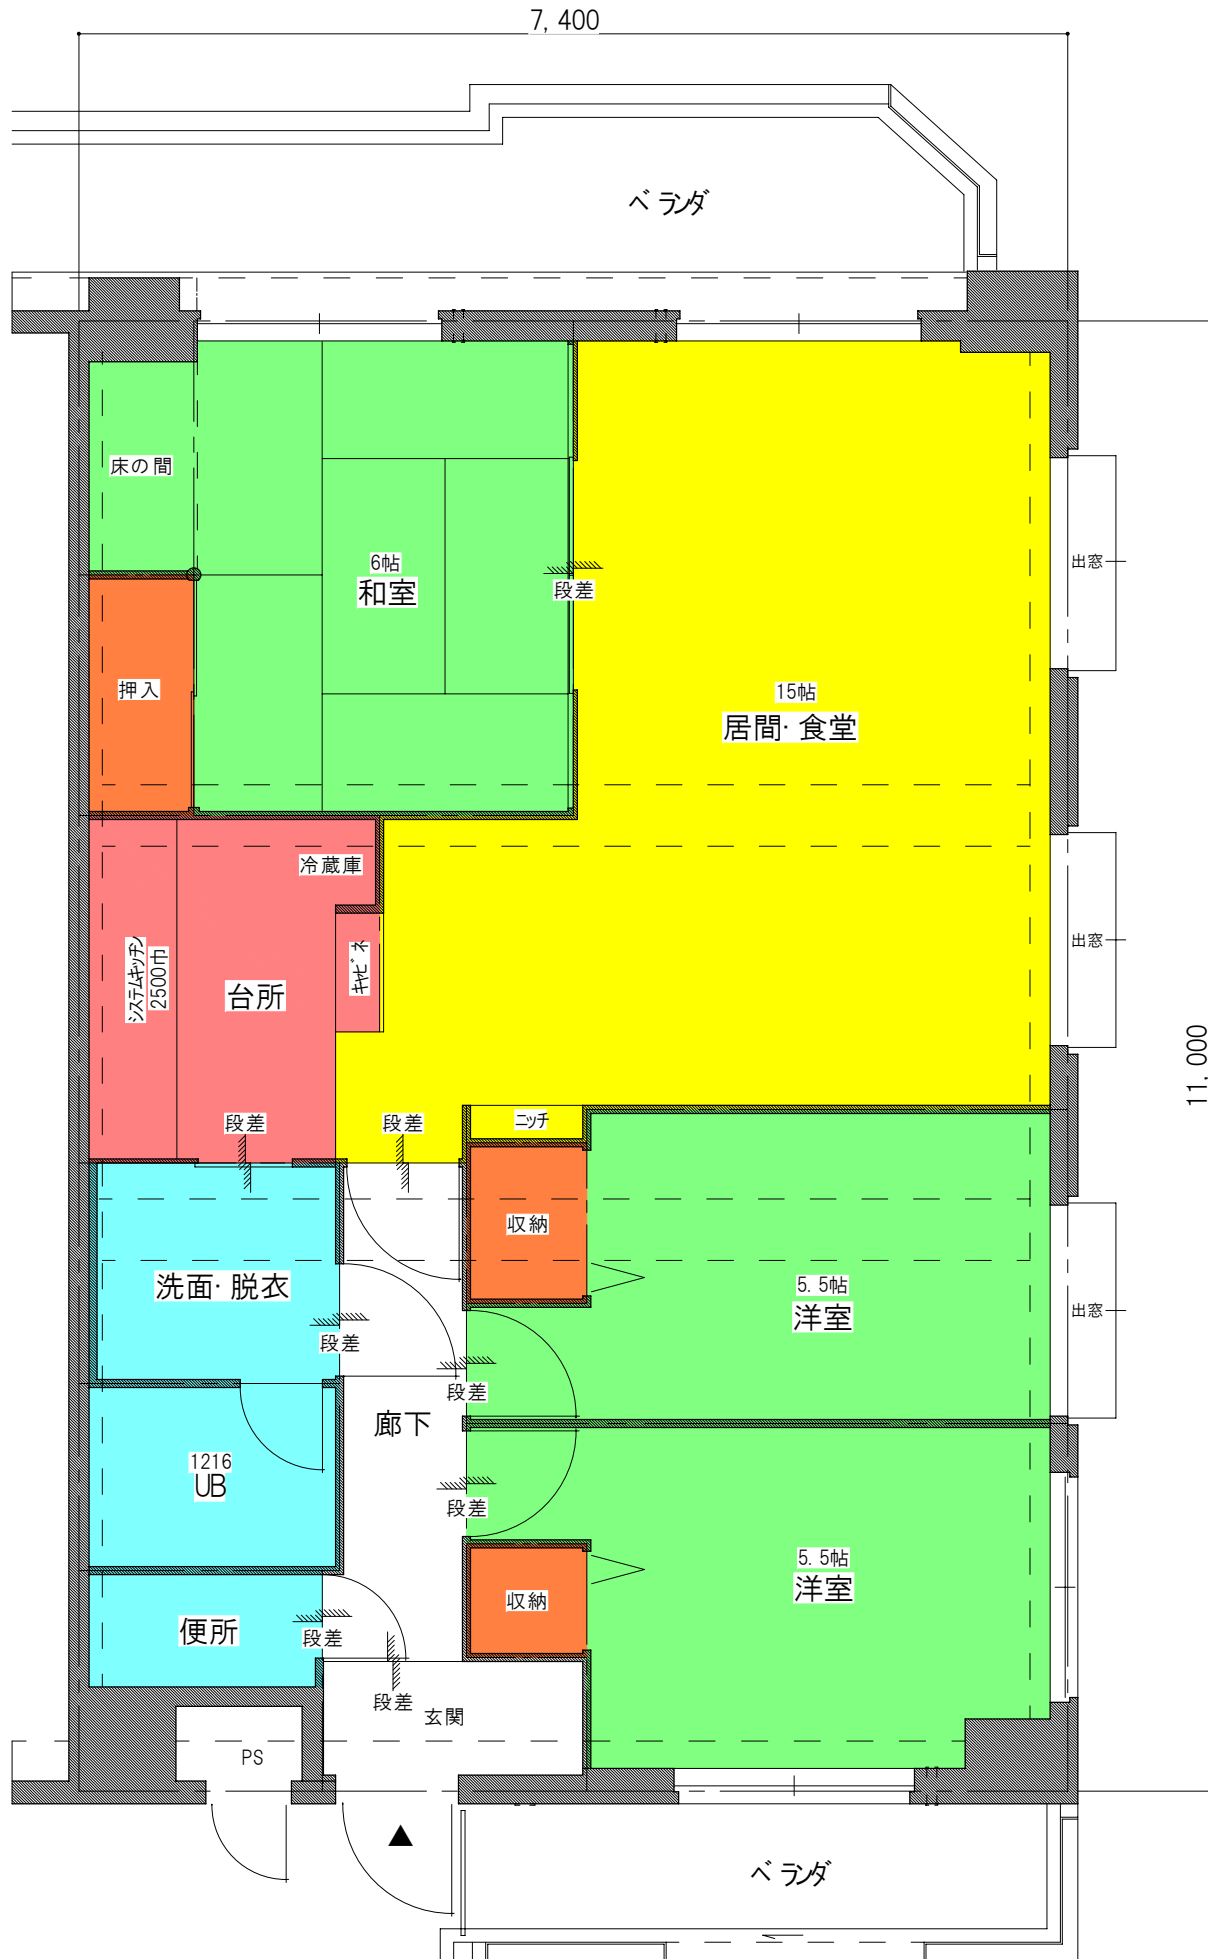 7,400
ベランダ
床の間
6帖
和室
段差
出窓
押入
15帖
居間・食堂
冷蔵庫
システムキッチン
2500巾
台所
キャビネ
出窓
11,000
段差
段差
ニッチ
収納
洗面・脱衣
5.5帖
洋室
出窓
段差
段差
廊下
1216
UB
段差
5.5帖
洋室
収納
便所
段差
段差
玄関
PS
▲
ベランダ